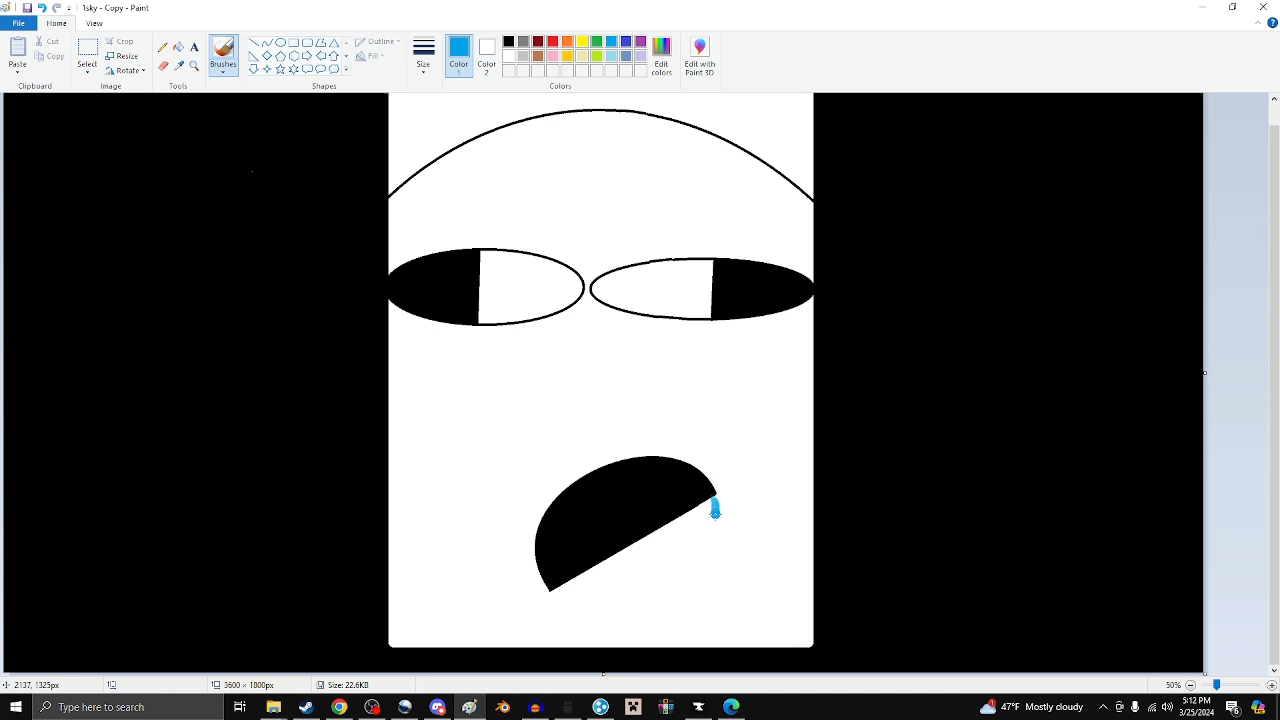 1sky - Copy - Paint
File Home View
Paste
Cut
Copy
Clipboard
Select
Crop
Resize
Rotate
Image
A
Tools
Brushes
Outline
Fill
Shapes
Size
Color
1
Color
2
Edit
colors
Colors
Edit with
Paint 3D
2137, 1325px
3600 × 1800px
Size: 22.6KB
50%
Type here to search
47°F Mostly cloudy
5:12 PM
3/25/2024